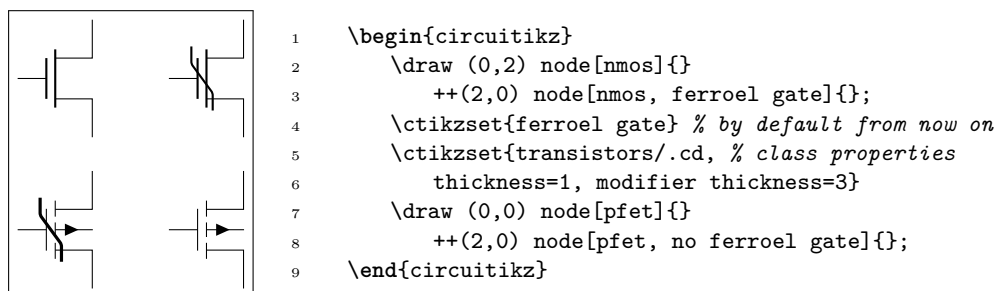 1 \begin{circuitikz}
2 \draw (0,2) node[nmos]{}
3 ++(2,0) node[nmos, ferroel gate]{};
4 \ctikzset{ferroel gate} % by default from now on
5 \ctikzset{transistors/.cd, % class properties
6 thickness=1, modifier thickness=3}
7 \draw (0,0) node[pfet]{}
8 ++(2,0) node[pfet, no ferroel gate]{};
9 \end{circuitikz}